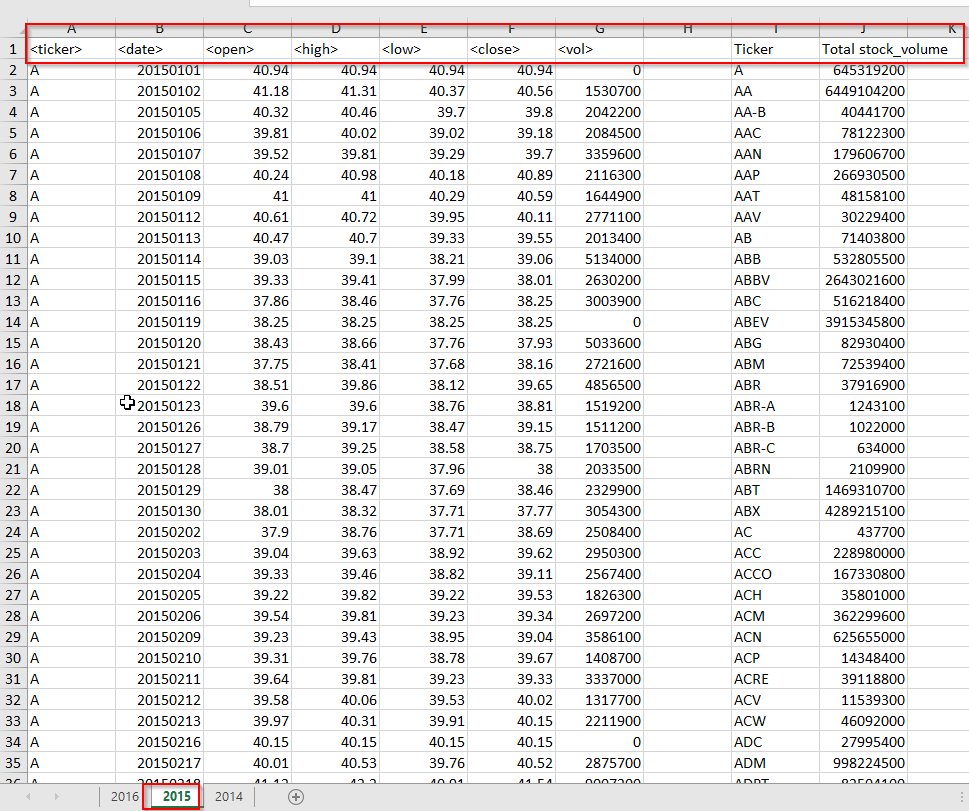 A B C D E F G H I J K
1 <ticker> <date> <open> <high> <low> <close> <vol> Ticker Total stock_volume
2 A 20150101 40.94 40.94 40.94 40.94 0 A 645319200
3 A 20150102 41.18 41.31 40.37 40.56 1530700 AA 6449104200
4 A 20150105 40.32 40.46 39.7 39.8 2042200 AA-B 40441700
5 A 20150106 39.81 40.02 39.02 39.18 2084500 AAC 78122300
6 A 20150107 39.52 39.81 39.29 39.7 3359600 AAN 179606700
7 A 20150108 40.24 40.98 40.18 40.89 2116300 AAP 266930500
8 A 20150109 41 41 40.29 40.59 1644900 AAT 48158100
9 A 20150112 40.61 40.72 39.95 40.11 2771100 AAV 30229400
10 A 20150113 40.47 40.7 39.33 39.55 2013400 AB 71403800
11 A 20150114 39.03 39.1 38.21 39.06 5134000 ABB 532805500
12 A 20150115 39.33 39.41 37.99 38.01 2630200 ABBV 2643021600
13 A 20150116 37.86 38.46 37.76 38.25 3003900 ABC 516218400
14 A 20150119 38.25 38.25 38.25 38.25 0 ABEV 3915345800
15 A 20150120 38.43 38.66 37.76 37.93 5033600 ABG 82930400
16 A 20150121 37.75 38.41 37.68 38.16 2721600 ABM 72539400
17 A 20150122 38.51 39.86 38.12 39.65 4856500 ABR 37916900
18 A 20150123 39.6 39.6 38.76 38.81 1519200 ABR-A 1243100
19 A 20150126 38.79 39.17 38.47 39.15 1511200 ABR-B 1022000
20 A 20150127 38.7 39.25 38.58 38.75 1703500 ABR-C 634000
21 A 20150128 39.01 39.05 37.96 38 2033500 ABRN 2109900
22 A 20150129 38 38.47 37.69 38.46 2329900 ABT 1469310700
23 A 20150130 38.01 38.32 37.71 37.77 3054300 ABX 4289215100
24 A 20150202 37.9 38.76 37.71 38.69 2508400 AC 437700
25 A 20150203 39.04 39.63 38.92 39.62 2950300 ACC 228980000
26 A 20150204 39.33 39.46 38.82 39.11 2567400 ACCO 167330800
27 A 20150205 39.22 39.82 39.22 39.53 1826300 ACH 35801000
28 A 20150206 39.54 39.81 39.23 39.34 2697200 ACM 362299600
29 A 20150209 39.23 39.43 38.95 39.04 3586100 ACN 625655000
30 A 20150210 39.31 39.76 38.78 39.67 1408700 ACP 14348400
31 A 20150211 39.64 39.81 39.23 39.33 3337000 ACRE 39118800
32 A 20150212 39.58 40.06 39.53 40.02 1317700 ACV 11539300
33 A 20150213 39.97 40.31 39.91 40.15 2211900 ACW 46092000
34 A 20150216 40.15 40.15 40.15 40.15 0 ADC 27995400
35 A 20150217 40.01 40.53 39.76 40.52 2875700 ADM 998224500
2016 2015 2014